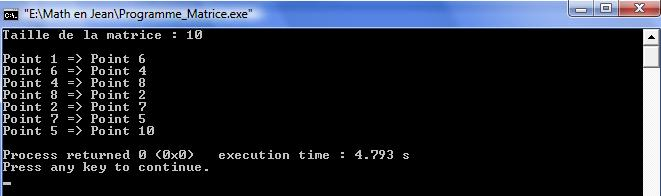 "E:\Math en Jean\Programme_Matrice.exe"
Taille de la matrice : 10
Point 1 => Point 6
Point 6 => Point 4
Point 4 => Point 8
Point 8 => Point 2
Point 2 => Point 7
Point 7 => Point 5
Point 5 => Point 10
Process returned 0 (0x0)   execution time : 4.793 s
Press any key to continue.